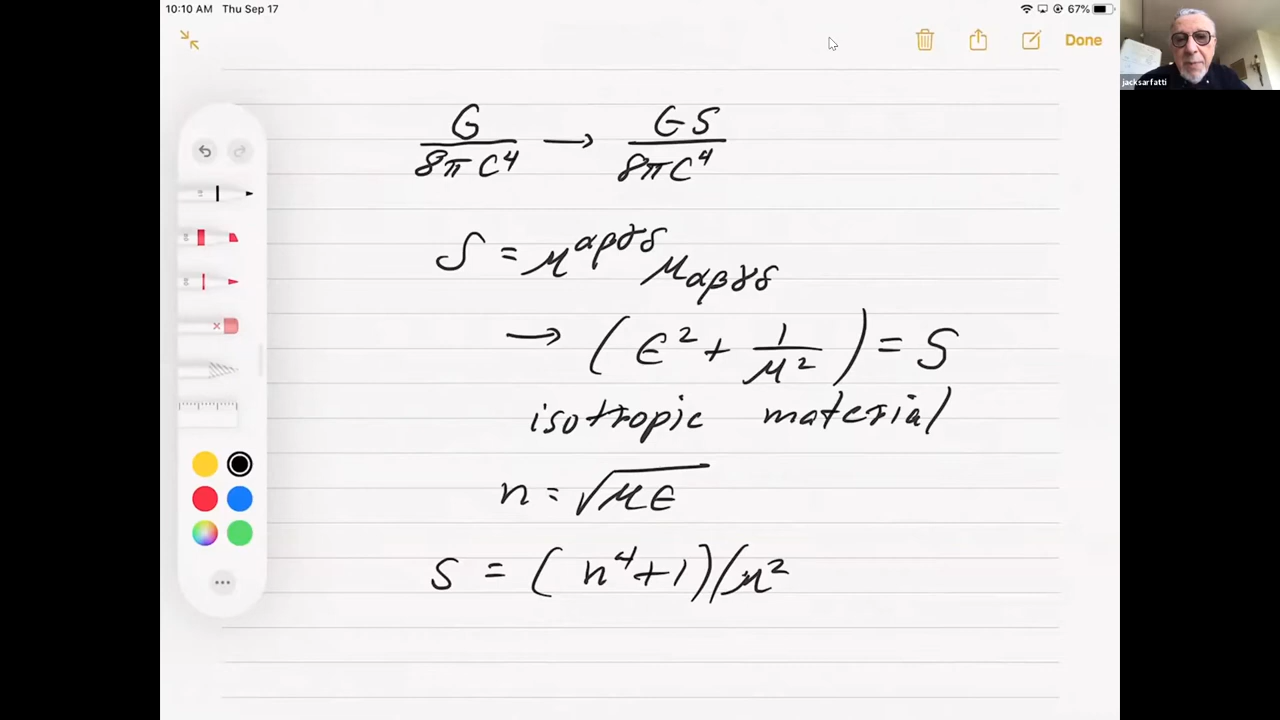 10:10 AM Thu Sep 17
67%
Done
jacksarfatti
G/8πC⁴ → GS/8πC⁴
S = μ^αβγδ μ_αβγδ
→ (ϵ² + 1/μ²) = S
isotropic material
n = √μϵ
S = (n⁴+1)/μ²